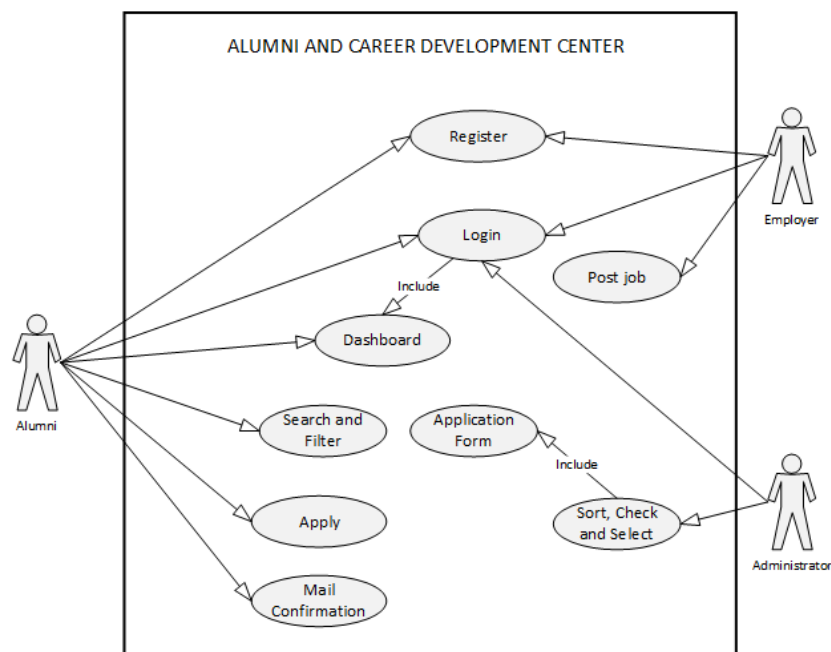 ALUMNI AND CAREER DEVELOPMENT CENTER
Register
Employer
Login
Post job
Include
Dashboard
Alumni
Search and
Filter
Application
Form
Include
Apply
Sort, Check
and Select
Administrator
Mail
Confirmation